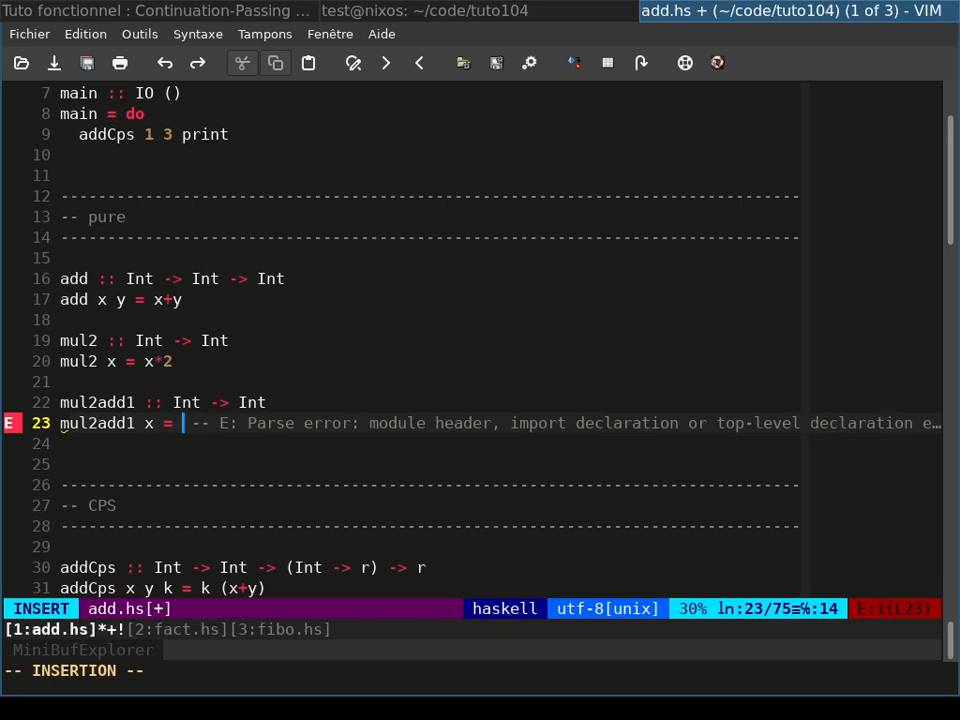 Tuto fonctionnel : Continuation-Passing ... test@nixos: ~/code/tuto104 add.hs + (~/code/tuto104) (1 of 3) - VIM
Fichier Edition Outils Syntaxe Tampons Fenêtre Aide
7 main :: IO ()
8 main = do
9   addCps 1 3 print
10
11
12 -------------------------------------------------------------------------------
13 -- pure
14 -------------------------------------------------------------------------------
15
16 add :: Int -> Int -> Int
17 add x y = x+y
18
19 mul2 :: Int -> Int
20 mul2 x = x*2
21
22 mul2add1 :: Int -> Int
E 23 mul2add1 x = -- E: Parse error: module header, import declaration or top-level declaration e…
24
25
26 -------------------------------------------------------------------------------
27 -- CPS
28 -------------------------------------------------------------------------------
29
30 addCps :: Int -> Int -> (Int -> r) -> r
31 addCps x y k = k (x+y)
INSERT add.hs[+] haskell utf-8[unix] 30% ln:23/75≡℅:14 E:1(L23)
[1:add.hs]*+![2:fact.hs][3:fibo.hs]
MiniBufExplorer
-- INSERTION --